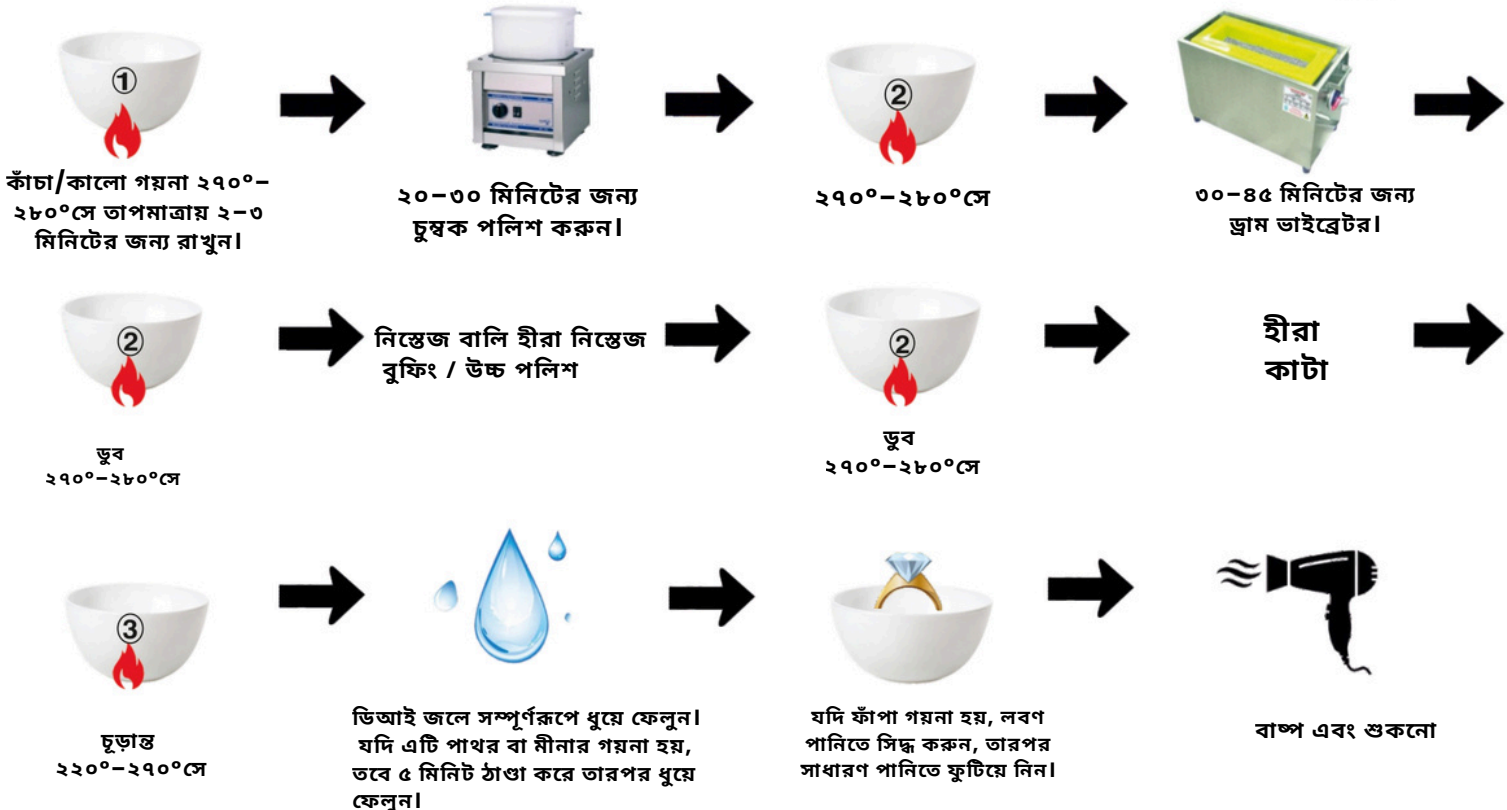 ①
কাঁচা/কালো গয়না ২৭০°–
২৮০°সে তাপমাত্রায় ২–৩
মিনিটের জন্য রাখুন।
২০–৩০ মিনিটের জন্য
চুম্বক পলিশ করুন।
②
২৭০°–২৮০°সে
৩০–৪৫ মিনিটের জন্য
ড্রাম ভাইব্রেটর।
②
ডুব
২৭০°–২৮০°সে
নিস্তেজ বালি হীরা নিস্তেজ
বুফিং / উচ্চ পলিশ
②
ডুব
২৭০°–২৮০°সে
হীরা
কাটা
③
চূড়ান্ত
২২০°–২৭০°সে
ডিআই জলে সম্পূর্ণরূপে ধুয়ে ফেলুন।
যদি এটি পাথর বা মীনার গয়না হয়,
তবে ৫ মিনিট ঠাণ্ডা করে তারপর ধুয়ে
ফেলুন।
যদি ফাঁপা গয়না হয়, লবণ
পানিতে সিদ্ধ করুন, তারপর
সাধারণ পানিতে ফুটিয়ে নিন।
বাষ্প এবং শুকনো